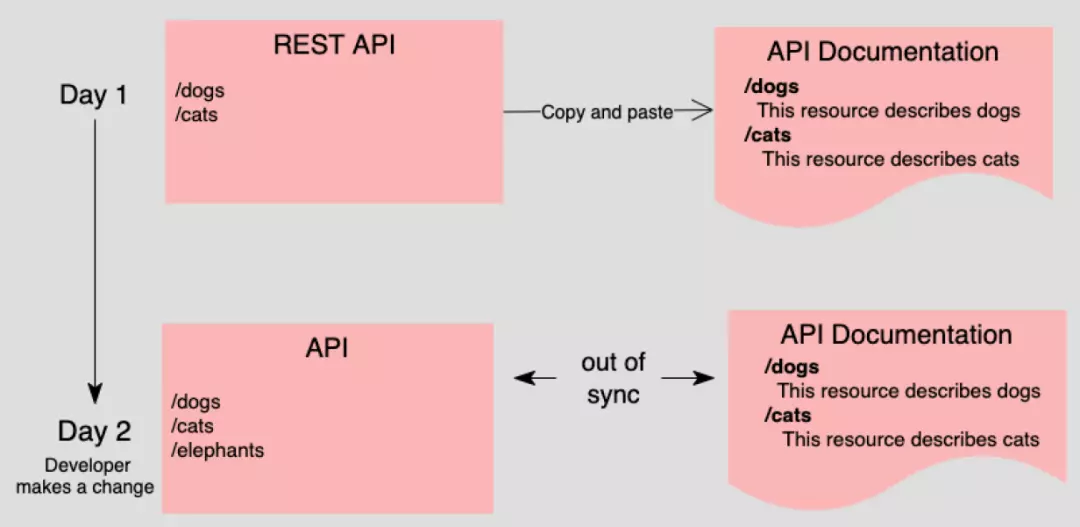 REST API
Day 1
/dogs
/cats
Copy and paste
API Documentation
/dogs
This resource describes dogs
/cats
This resource describes cats
Day 2
Developer
makes a change
API
/dogs
/cats
/elephants
out of
sync
API Documentation
/dogs
This resource describes dogs
/cats
This resource describes cats